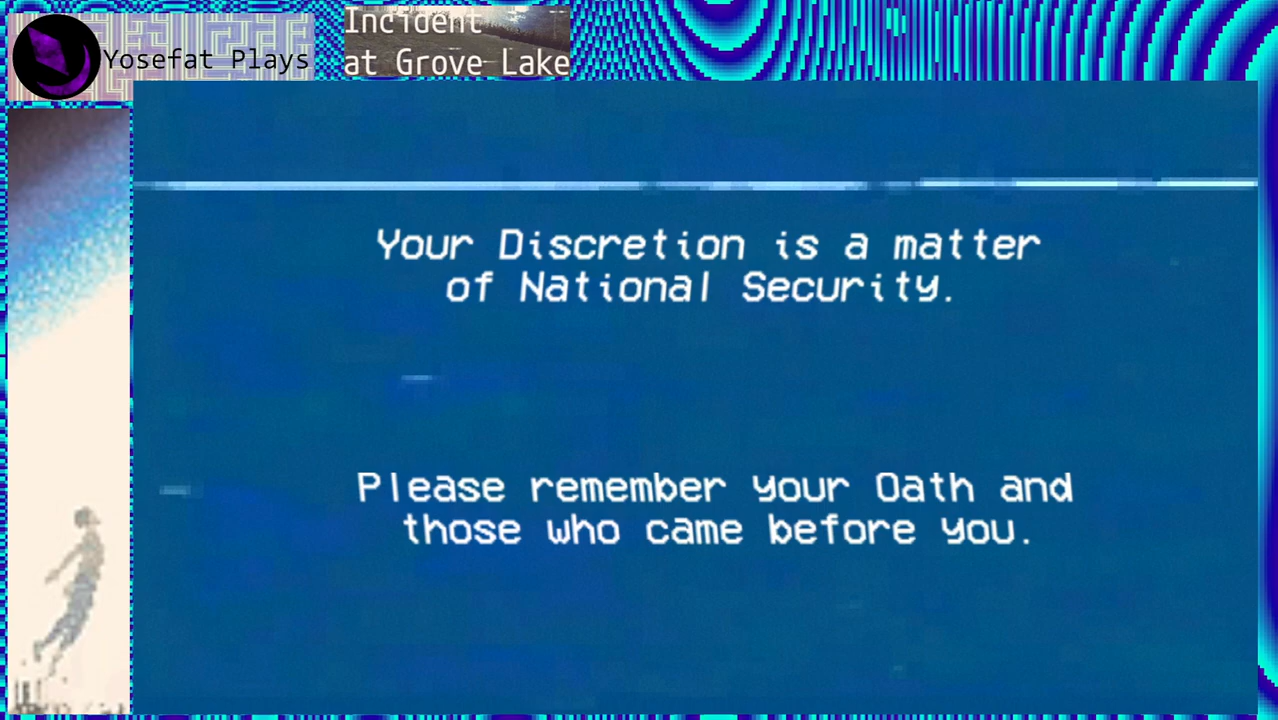 Yosefat Plays
Incident
at Grove Lake
Your Discretion is a matter
of National Security.
Please remember your Oath and
those who came before you.